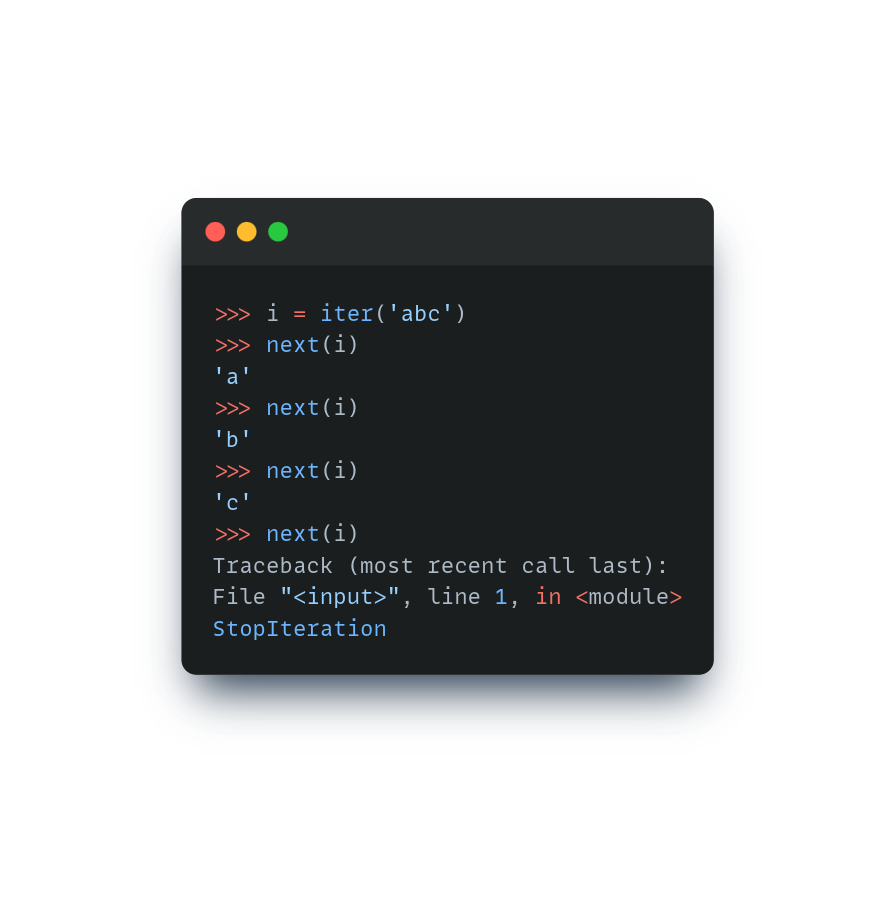 >>> i = iter('abc')
>>> next(i)
'a'
>>> next(i)
'b'
>>> next(i)
'c'
>>> next(i)
Traceback (most recent call last):
File "<input>", line 1, in <module>
StopIteration